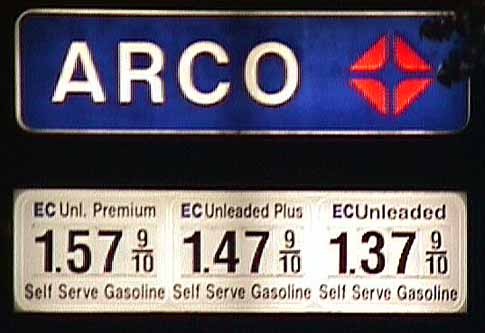 ARCO
EC Unl. Premium EC Unleaded Plus EC Unleaded
1.57 9/10 1.47 9/10 1.37 9/10
Self Serve Gasoline Self Serve Gasoline Self Serve Gasoline